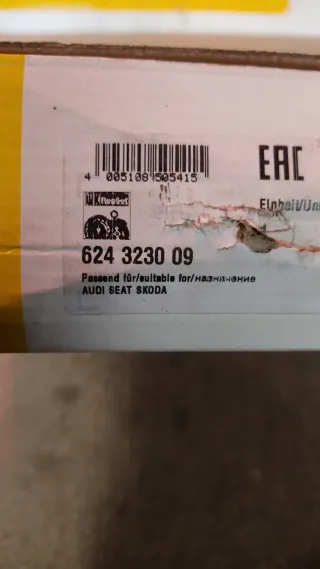 4 005108 505415
EAC
Einheit/Uni
624 3230 09
Passend für/suitable for/назначение
AUDI SEAT SKODA